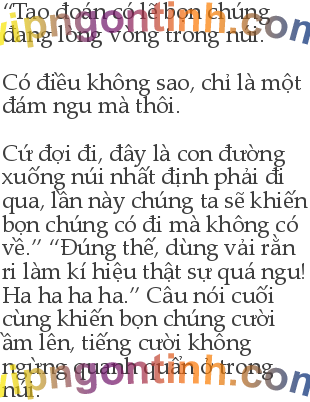 “Tao đoán có lẽ bọn chúng
đang lòng vòng trong núi.
Có điều không sao, chỉ là một
đám ngu mà thôi.
Cứ đợi đi, đây là con đường
xuống núi nhất định phải đi
qua, lần này chúng ta sẽ khiến
bọn chúng có đi mà không có
về.” “Đúng thế, dùng vải rằn
ri làm kí hiệu thật sự quá ngu!
Ha ha ha ha.” Câu nói cuối
cùng khiến bọn chúng cười
ầm lên, tiếng cười không
ngừng quanh quẩn ở trong
núi.
vipngontinh.com
vipngontinh.com